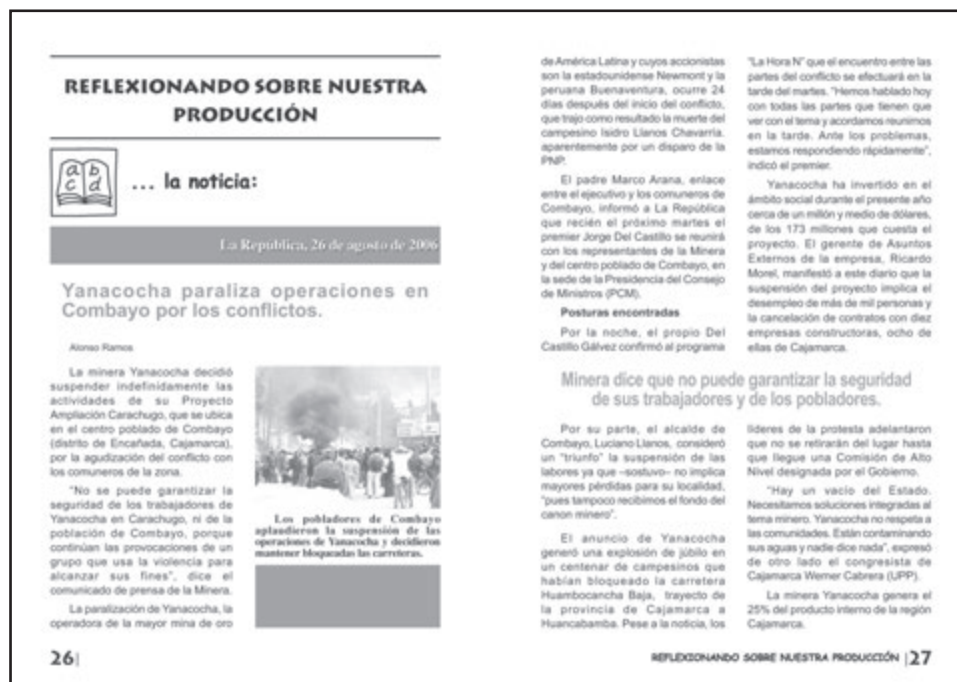 REFLEXIONANDO SOBRE NUESTRA
PRODUCCIÓN
a b
c d
... la noticia:
La Republica, 26 de agosto de 2006
Yanacocha paraliza operaciones en
Combayo por los conflictos.
Alonso Ramos
La minera Yanacocha decidió
suspender indefinidamente las
actividades de su Proyecto
Ampliación Carachugo, que se ubica
en el centro poblado de Combayo
(distrito de Encañada, Cajamarca),
por la agudización del conflicto con
los comuneros de la zona.
"No se puede garantizar la
seguridad de los trabajadores de
Yanacocha en Carachugo, ni de la
población de Combayo, porque
continúan las provocaciones de un
grupo que usa la violencia para
alcanzar sus fines", dice el
comunicado de prensa de la Minera.
La paralización de Yanacocha, la
operadora de la mayor mina de oro
Los pobladores de Combayo
aplaudieron la suspensión de las
operaciones de Yanacocha y decidieron
mantener bloqueadas las carreteras.
26|
de América Latina y cuyos accionistas
son la estadounidense Newmont y la
peruana Buenaventura, ocurre 24
días después del inicio del conflicto,
que trajo como resultado la muerte del
campesino Isidro Llanos Chavarría,
aparentemente por un disparo de la
PNP.
El padre Marco Arana, enlace
entre el ejecutivo y los comuneros de
Combayo, informó a La República
que recién el próximo martes el
premier Jorge Del Castillo se reunirá
con los representantes de la Minera
y del centro poblado de Combayo, en
la sede de la Presidencia del Consejo
de Ministros (PCM).
Posturas encontradas
Por la noche, el propio Del
Castillo Gálvez confirmó al programa
"La Hora N" que el encuentro entre las
partes del conflicto se efectuará en la
tarde del martes. "Hemos hablado hoy
con todas las partes que tienen que
ver con el tema y acordamos reunirnos
en la tarde. Ante los problemas,
estamos respondiendo rápidamente",
indicó el premier.
Yanacocha ha invertido en el
ámbito social durante el presente año
cerca de un millón y medio de dólares,
de los 173 millones que cuesta el
proyecto. El gerente de Asuntos
Externos de la empresa, Ricardo
Morel, manifestó a este diario que la
suspensión del proyecto implica el
desempleo de más de mil personas y
la cancelación de contratos con diez
empresas constructoras, ocho de
ellas de Cajamarca.
Minera dice que no puede garantizar la seguridad
de sus trabajadores y de los pobladores.
Por su parte, el alcalde de
Combayo, Luciano Llanos, consideró
un "triunfo" la suspensión de las
labores ya que –sostuvo– no implica
mayores pérdidas para su localidad,
"pues tampoco recibimos el fondo del
canon minero".
El anuncio de Yanacocha
generó una explosión de júbilo en
un centenar de campesinos que
habían bloqueado la carretera
Huambocancha Baja, trayecto de
la provincia de Cajamarca a
Huancabamba. Pese a la noticia, los
líderes de la protesta adelantaron
que no se retirarán del lugar hasta
que llegue una Comisión de Alto
Nivel designada por el Gobierno.
"Hay un vacío del Estado.
Necesitamos soluciones integradas al
tema minero. Yanacocha no respeta a
las comunidades. Están contaminando
sus aguas y nadie dice nada", expresó
de otro lado el congresista de
Cajamarca Werner Cabrera (UPP).
La minera Yanacocha genera el
25% del producto interno de la región
Cajamarca.
REFLEXIONANDO SOBRE NUESTRA PRODUCCIÓN |27